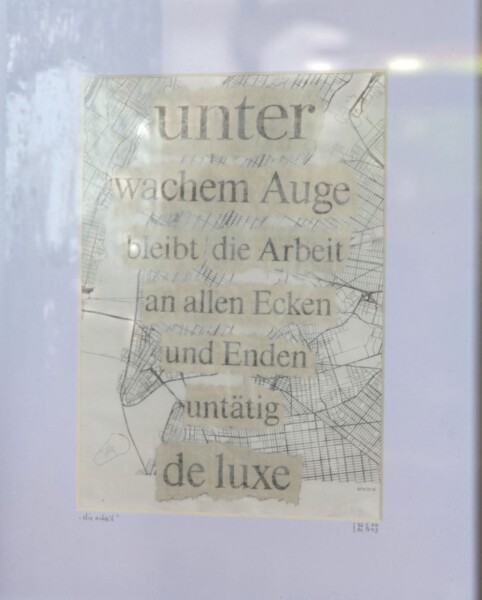 unter
wachem Auge
bleibt die Arbeit
an allen Ecken
und Enden
untätig
de luxe